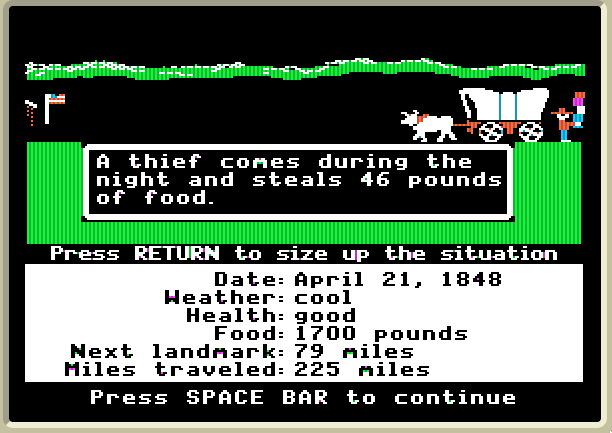 A thief comes during the
night and steals 46 pounds
of food.
Press RETURN to size up the situation
Date: April 21, 1848
Weather: cool
Health: good
Food: 1700 pounds
Next landmark: 79 miles
Miles traveled: 225 miles
Press SPACE BAR to continue